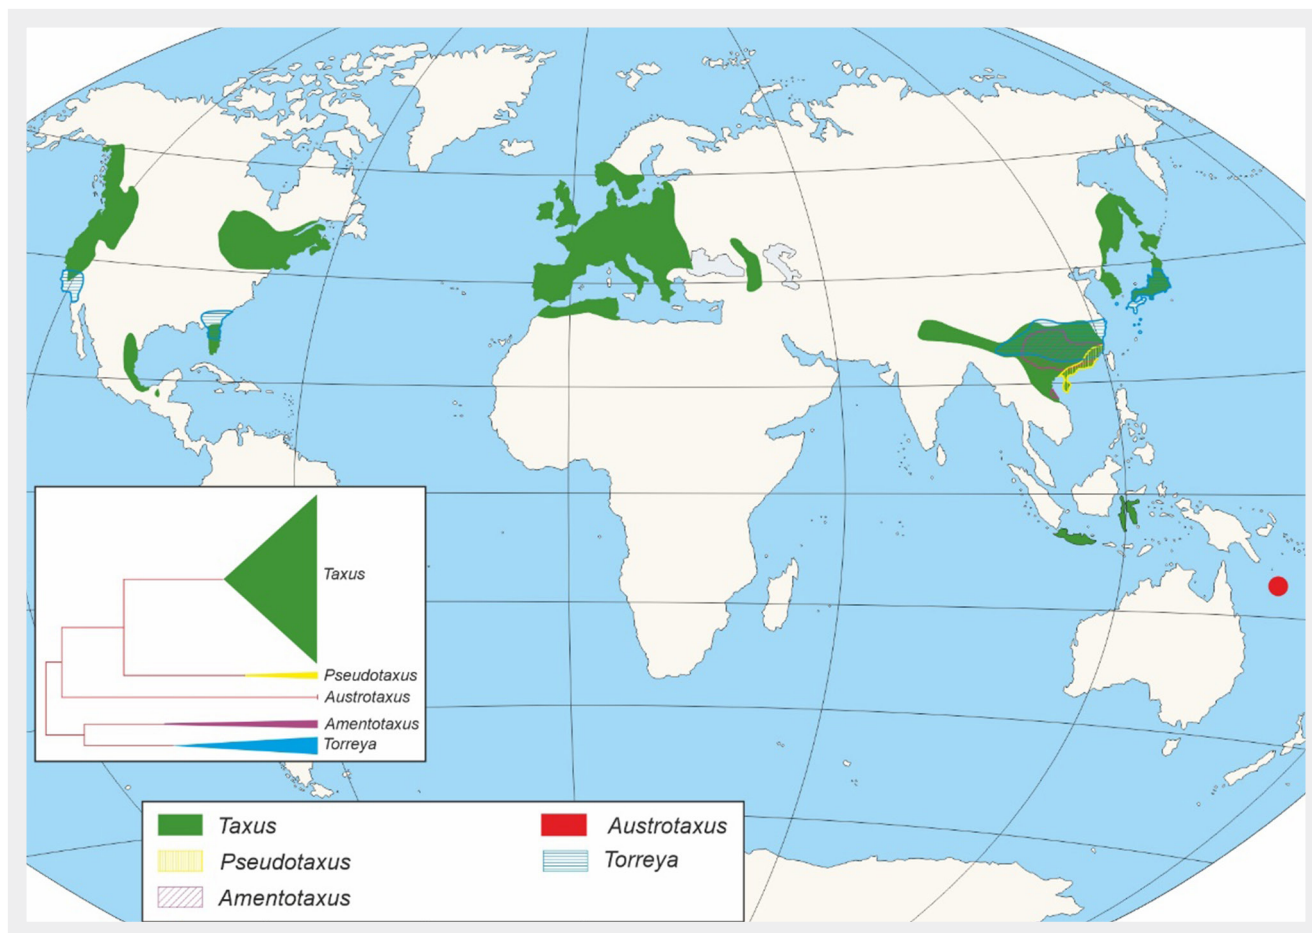 Taxus
Pseudotaxus
Austrotaxus
Amentotaxus
Torreya
Taxus
Austrotaxus
Pseudotaxus
Torreya
Amentotaxus